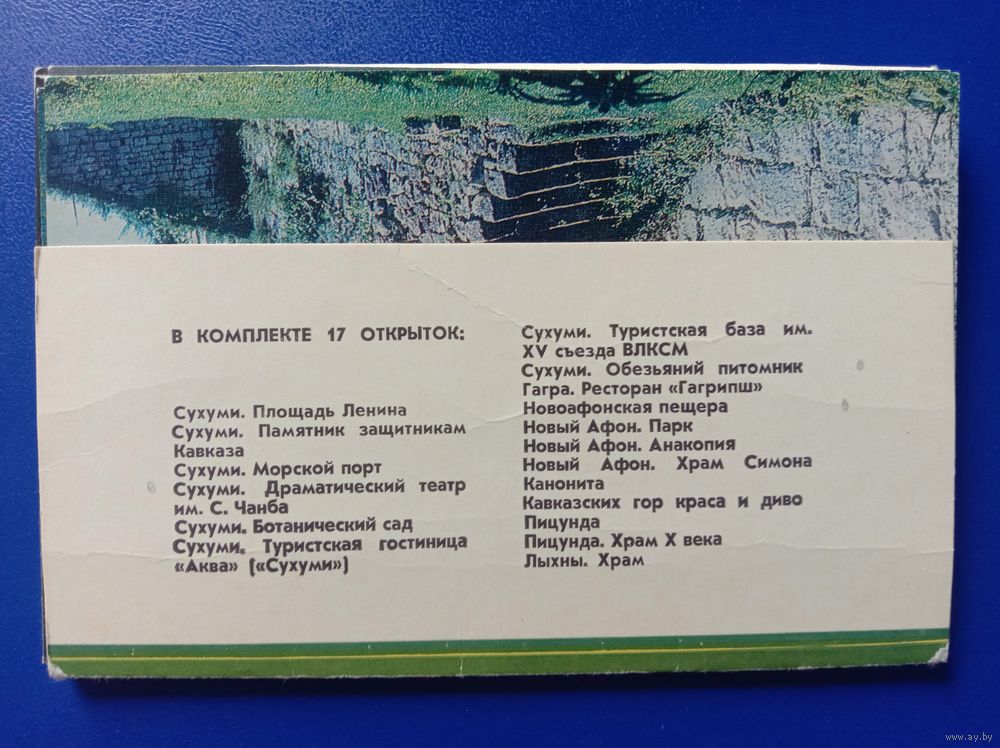 В КОМПЛЕКТЕ 17 ОТКРЫТОК:
Сухуми. Площадь Ленина
Сухуми. Памятник защитникам
Кавказа
Сухуми. Морской порт
Сухуми. Драматический театр
им. С. Чанба
Сухуми. Ботанический сад
Сухуми. Туристская гостиница
«Аква» («Сухуми»)
Сухуми. Туристская база им.
XV съезда ВЛКСМ
Сухуми. Обезьяний питомник
Гагра. Ресторан «Гагрипш»
Новоафонская пещера
Новый Афон. Парк
Новый Афон. Анакопия
Новый Афон. Храм Симона
Канонита
Кавказских гор краса и диво
Пицунда
Пицунда. Храм X века
Лыхны. Храм
www.ay.by